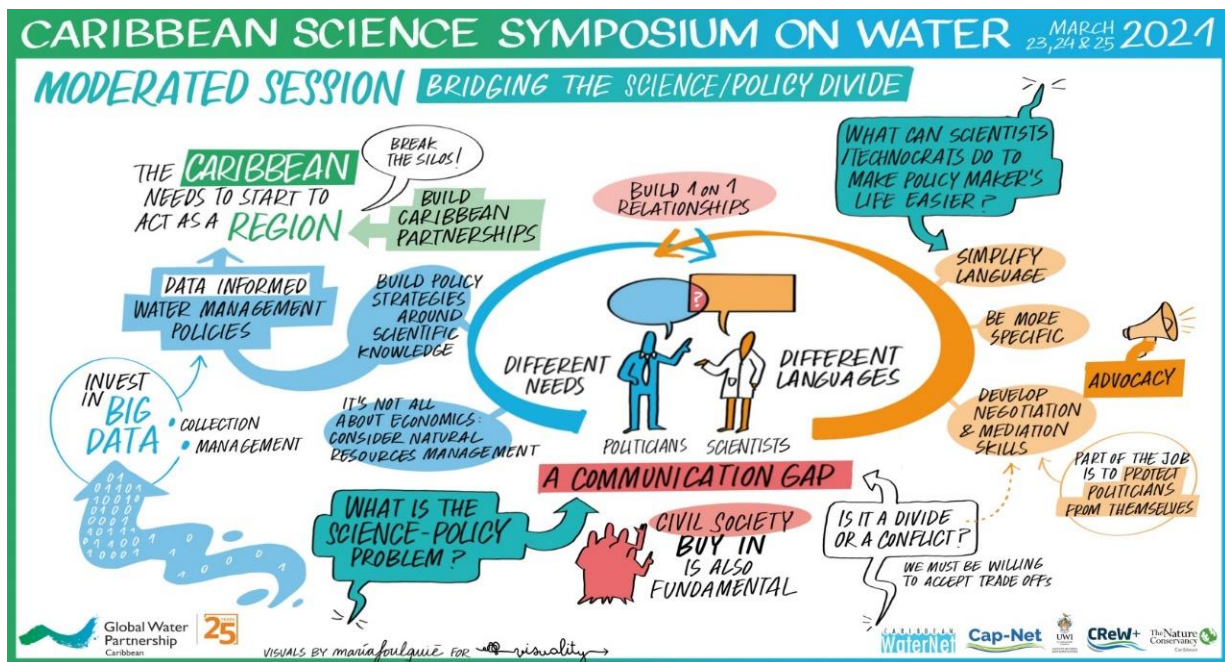 CARIBBEAN SCIENCE SYMPOSIUM ON WATER MARCH 23, 24 & 25 2021
MODERATED SESSION BRIDGING THE SCIENCE/POLICY DIVIDE
THE CARIBBEAN
NEEDS TO START TO
ACT AS A REGION
BREAK
THE SILOS!
BUILD
CARIBBEAN
PARTNERSHIPS
DATA INFORMED
WATER MANAGEMENT
POLICIES
BUILD POLICY
STRATEGIES
AROUND
SCIENTIFIC
KNOWLEDGE
INVEST
IN BIG
DATA
• COLLECTION
• MANAGEMENT
IT'S NOT ALL
ABOUT ECONOMICS:
CONSIDER NATURAL
RESOURCES MANAGEMENT
BUILD 1 ON 1
RELATIONSHIPS
?
DIFFERENT
NEEDS
DIFFERENT
LANGUAGES
POLITICIANS
SCIENTISTS
A COMMUNICATION GAP
WHAT IS THE
SCIENCE-POLICY
PROBLEM?
CIVIL SOCIETY
BUY IN
IS ALSO
FUNDAMENTAL
WHAT CAN SCIENTISTS
/TECHNOCRATS DO TO
MAKE POLICY MAKER'S
LIFE EASIER?
SIMPLIFY
LANGUAGE
BE MORE
SPECIFIC
ADVOCACY
DEVELOP
NEGOTIATION
& MEDIATION
SKILLS
PART OF THE JOB
IS TO PROTECT
POLITICIANS
FROM THEMSELVES
IS IT A DIVIDE
OR A CONFLICT?
WE MUST BE WILLING
TO ACCEPT TRADE OFFS
Global Water
Partnership
Caribbean
25
VISUALS BY maríafoulquié FOR visuality
CARIBBEAN
WaterNet
Cap-Net
UWI
CReW+
The Nature
Conservancy
Caribbean